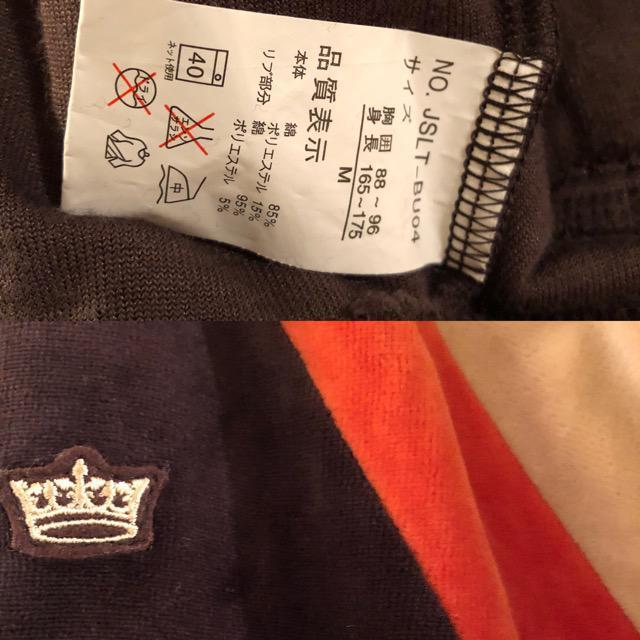 NO. JSLT-BU04
サイズ M
胸囲 88~96
身長 165~175
品質表示
本体 綿 85%
ポリエステル 15%
リブ部分 綿 95%
ポリエステル 5%
40
ネット使用
中